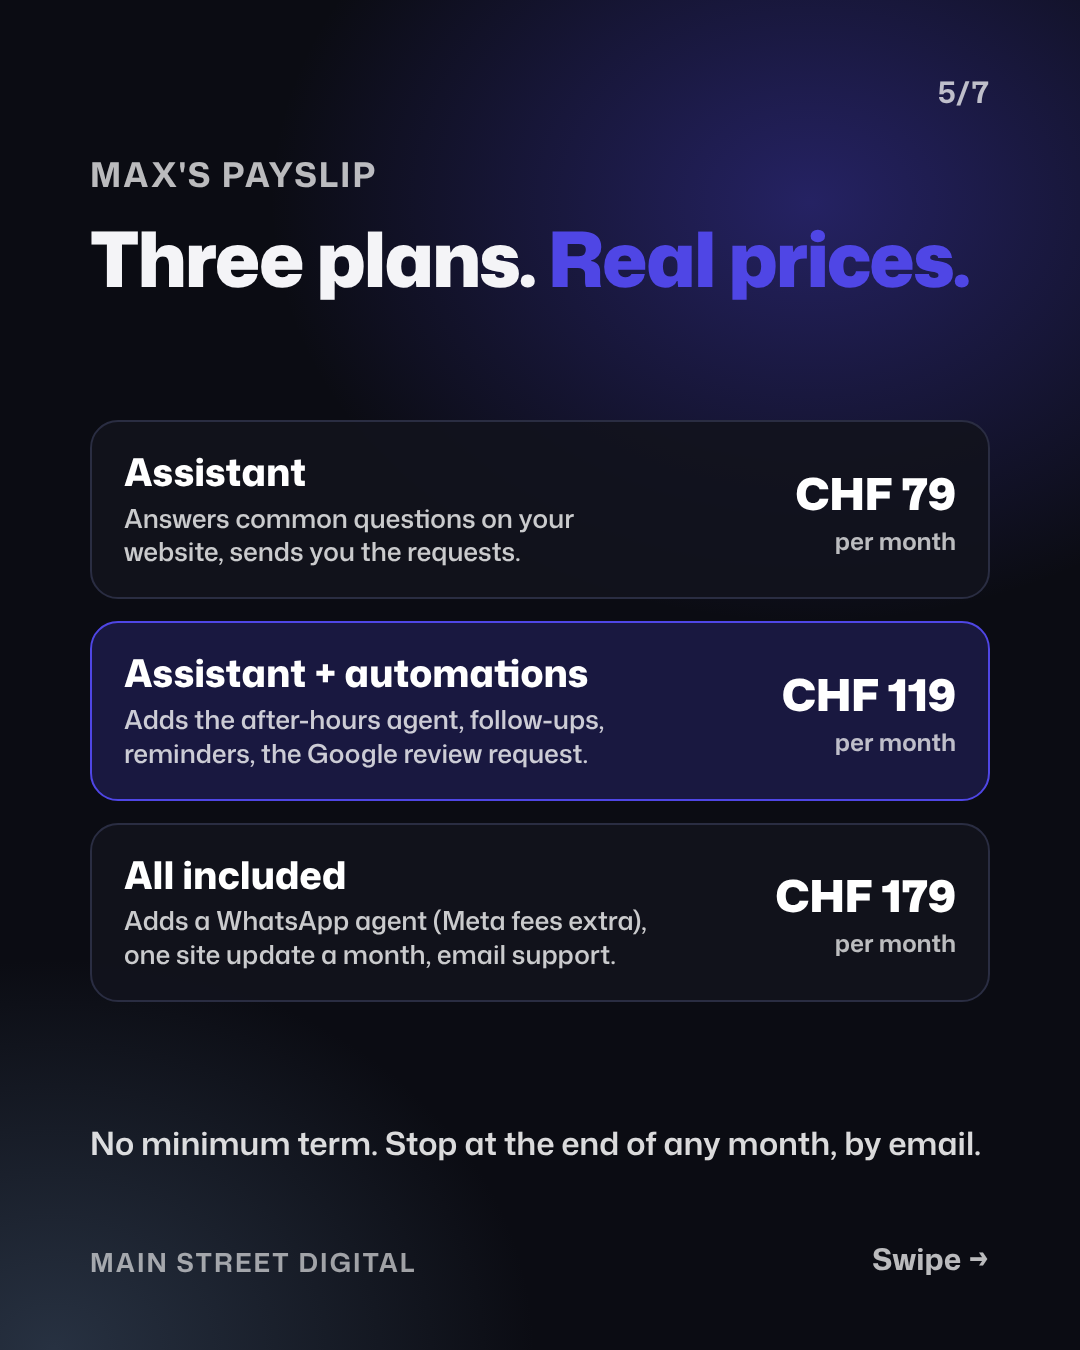 5/7
MAX'S PAYSLIP
Three plans. Real prices.
Assistant
Answers common questions on your
website, sends you the requests.
CHF 79
per month
Assistant + automations
Adds the after-hours agent, follow-ups,
reminders, the Google review request.
CHF 119
per month
All included
Adds a WhatsApp agent (Meta fees extra),
one site update a month, email support.
CHF 179
per month
No minimum term. Stop at the end of any month, by email.
MAIN STREET DIGITAL
Swipe →